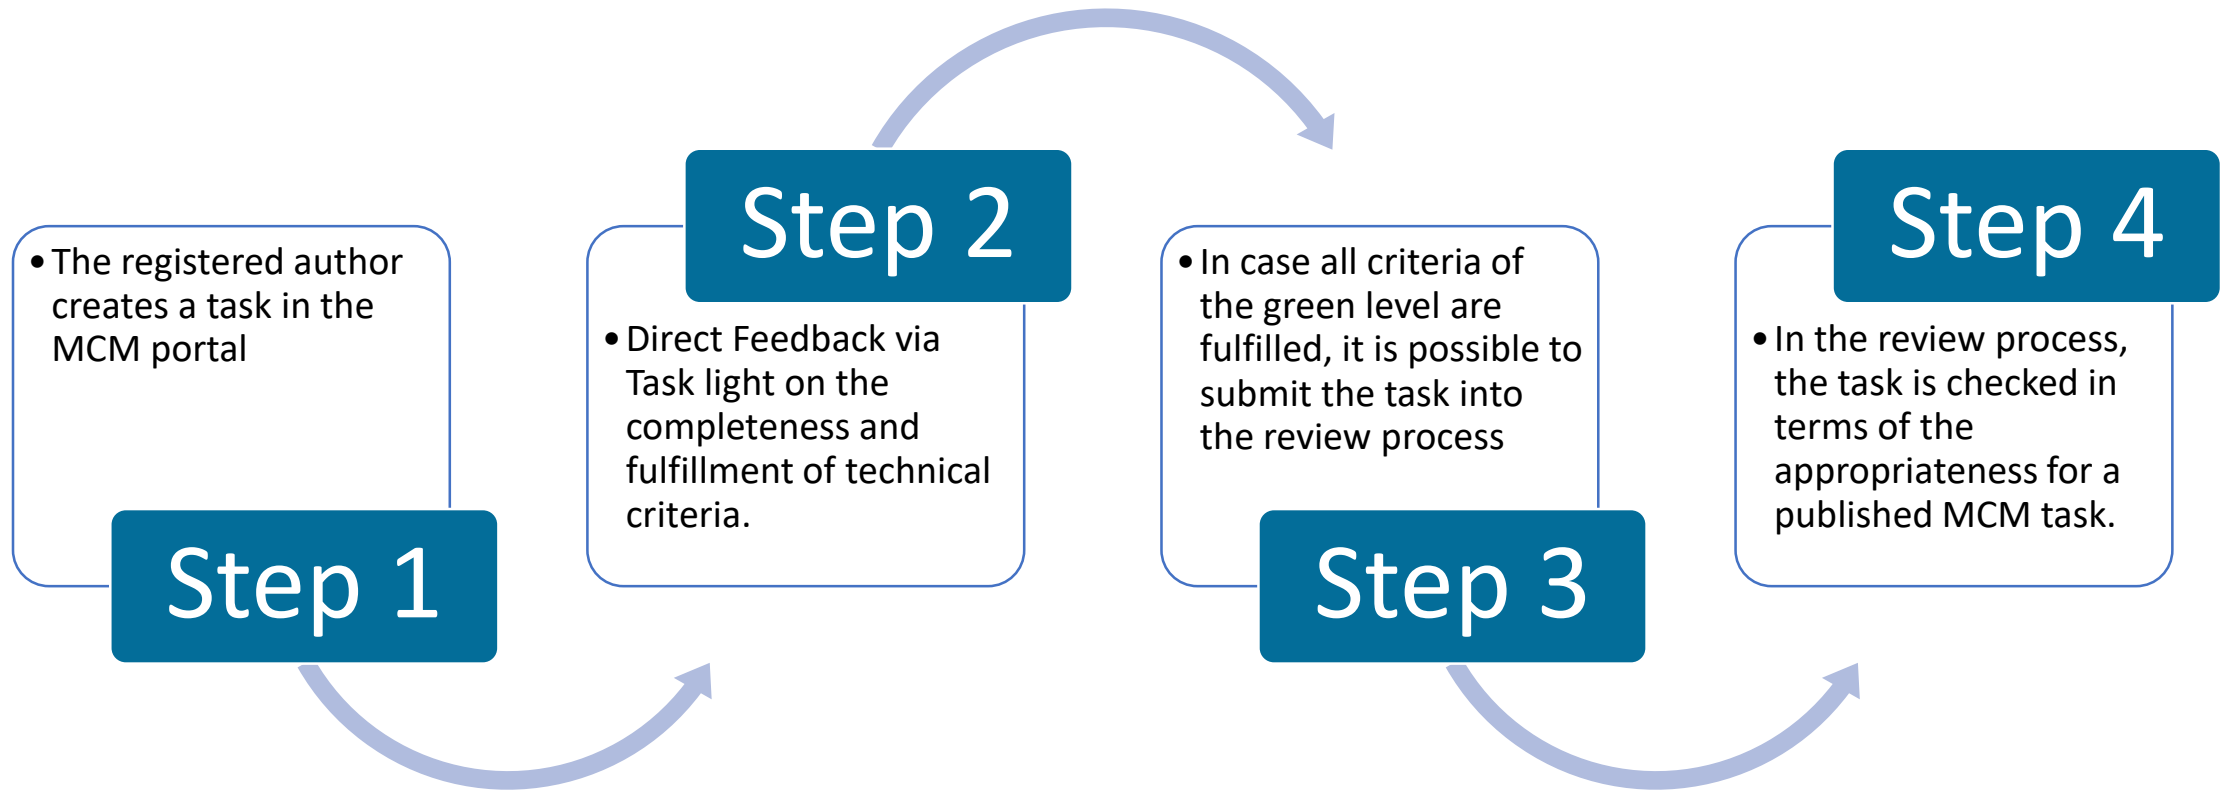 Step 1
• The registered author
creates a task in the
MCM portal
Step 2
• Direct Feedback via
Task light on the
completeness and
fulfillment of technical
criteria.
Step 3
• In case all criteria of
the green level are
fulfilled, it is possible to
submit the task into
the review process
Step 4
• In the review process,
the task is checked in
terms of the
appropriateness for a
published MCM task.